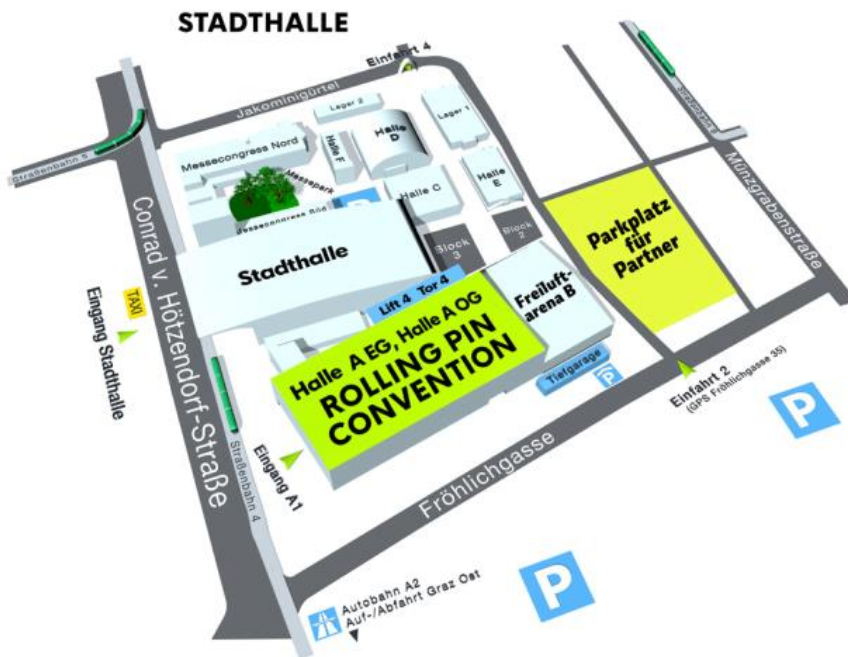 STADTHALLE
Einfahrt 4
Jakominigürtel
Lager 2
Lager 1
Halle
D
Halle F
Messecongress Nord
Messepark
Halle C
Halle
E
P
Straßenbahn 5
Münzgrabenstraße
Parkplatz
für
Partner
Block
3
Block
2
Stadthalle
Lift 4 Tor 4
Freiluft-
arena B
TAXI
Eingang Stadthalle
Conrad v. Hötzendorf-Straße
Halle A EG, Halle A OG
ROLLING PIN
CONVENTION
Tiefgarage
P
Einfahrt 2
(GPS Fröhlichgasse 35)
P
Straßenbahn 4
Eingang A1
Fröhlichgasse
P
Autobahn A2
Auf-/Abfahrt Graz Ost